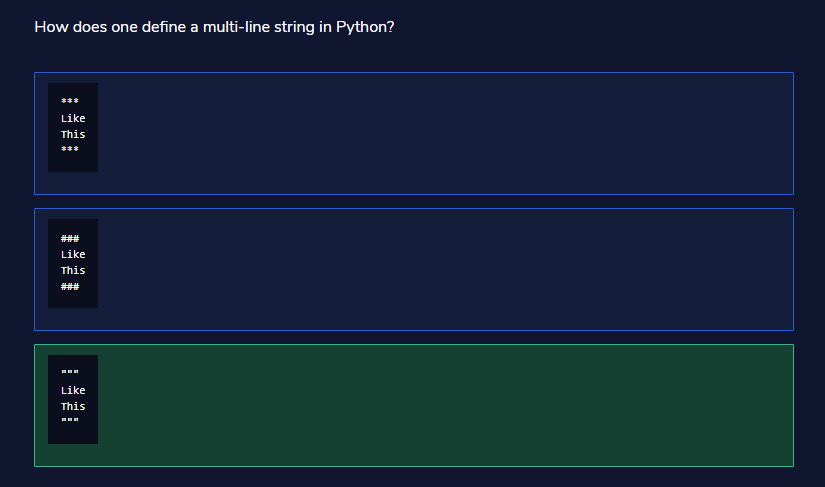 How does one define a multi-line string in Python?
***
Like
This
***
###
Like
This
###
"""
Like
This
"""